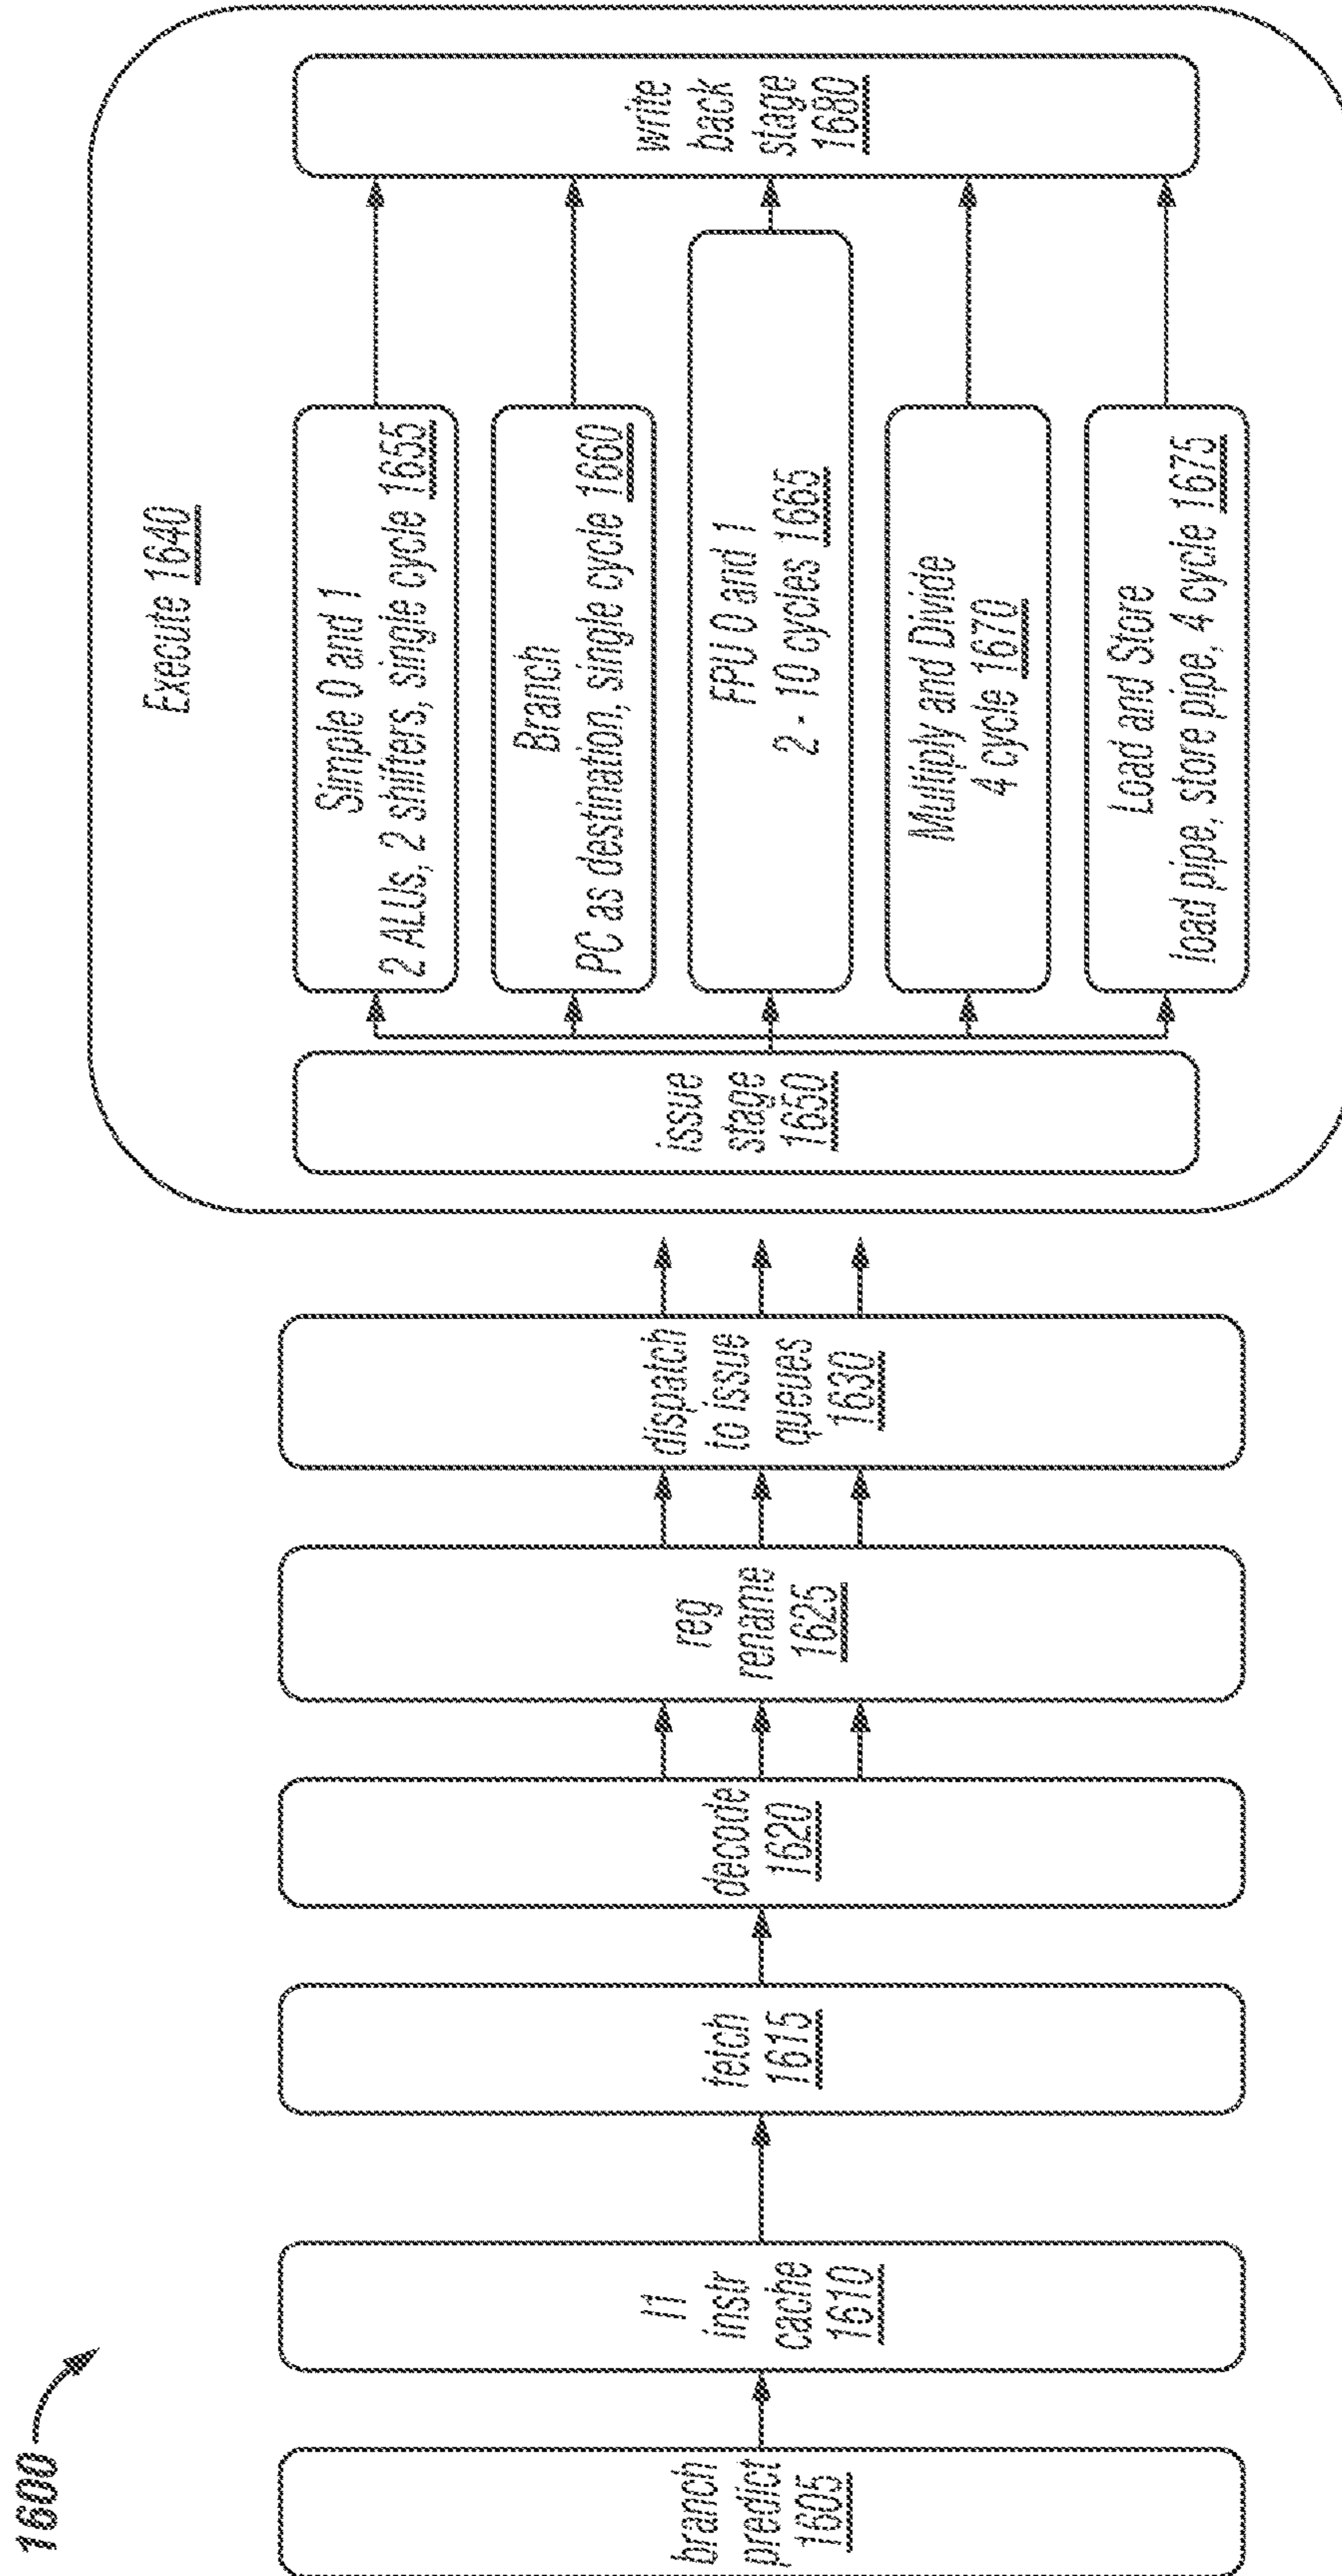 1600
branch
predict
1605
l1
instr
cache
1610
fetch
1615
decode
1620
reg
rename
1625
dispatch
to issue
queues
1630
Execute 1640
issue
stage
1650
Simple 0 and 1
2 ALUs, 2 shifters, single cycle 1655
Branch
PC as destination, single cycle 1660
FPU 0 and 1
2 - 10 cycles 1665
Multiply and Divide
4 cycle 1670
Load and Store
load pipe, store pipe, 4 cycle 1675
write
back
stage
1680